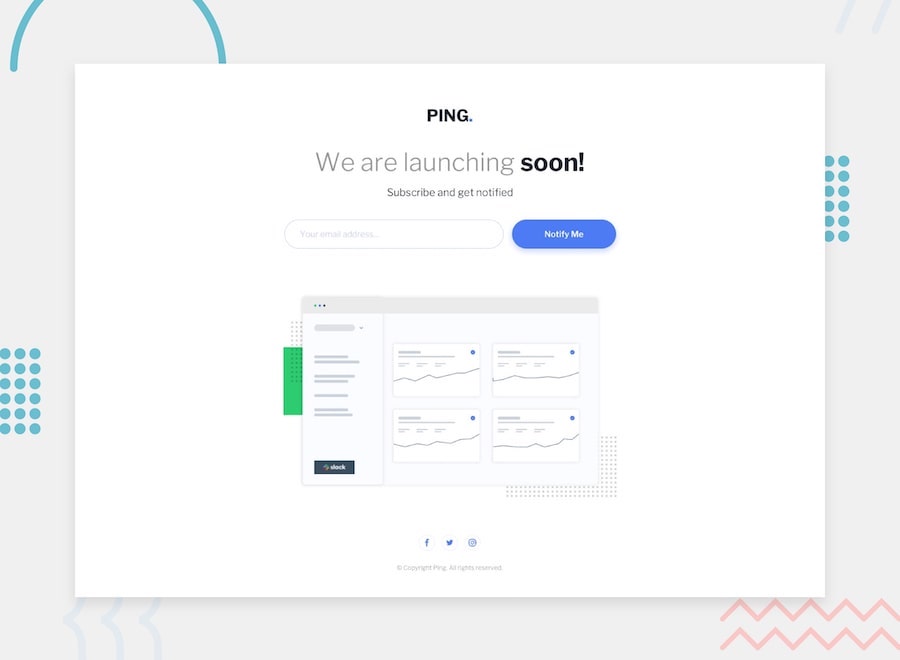 PING.
We are launching soon!
Subscribe and get notified
Your email address...
Notify Me
slack
© Copyright Ping. All rights reserved.